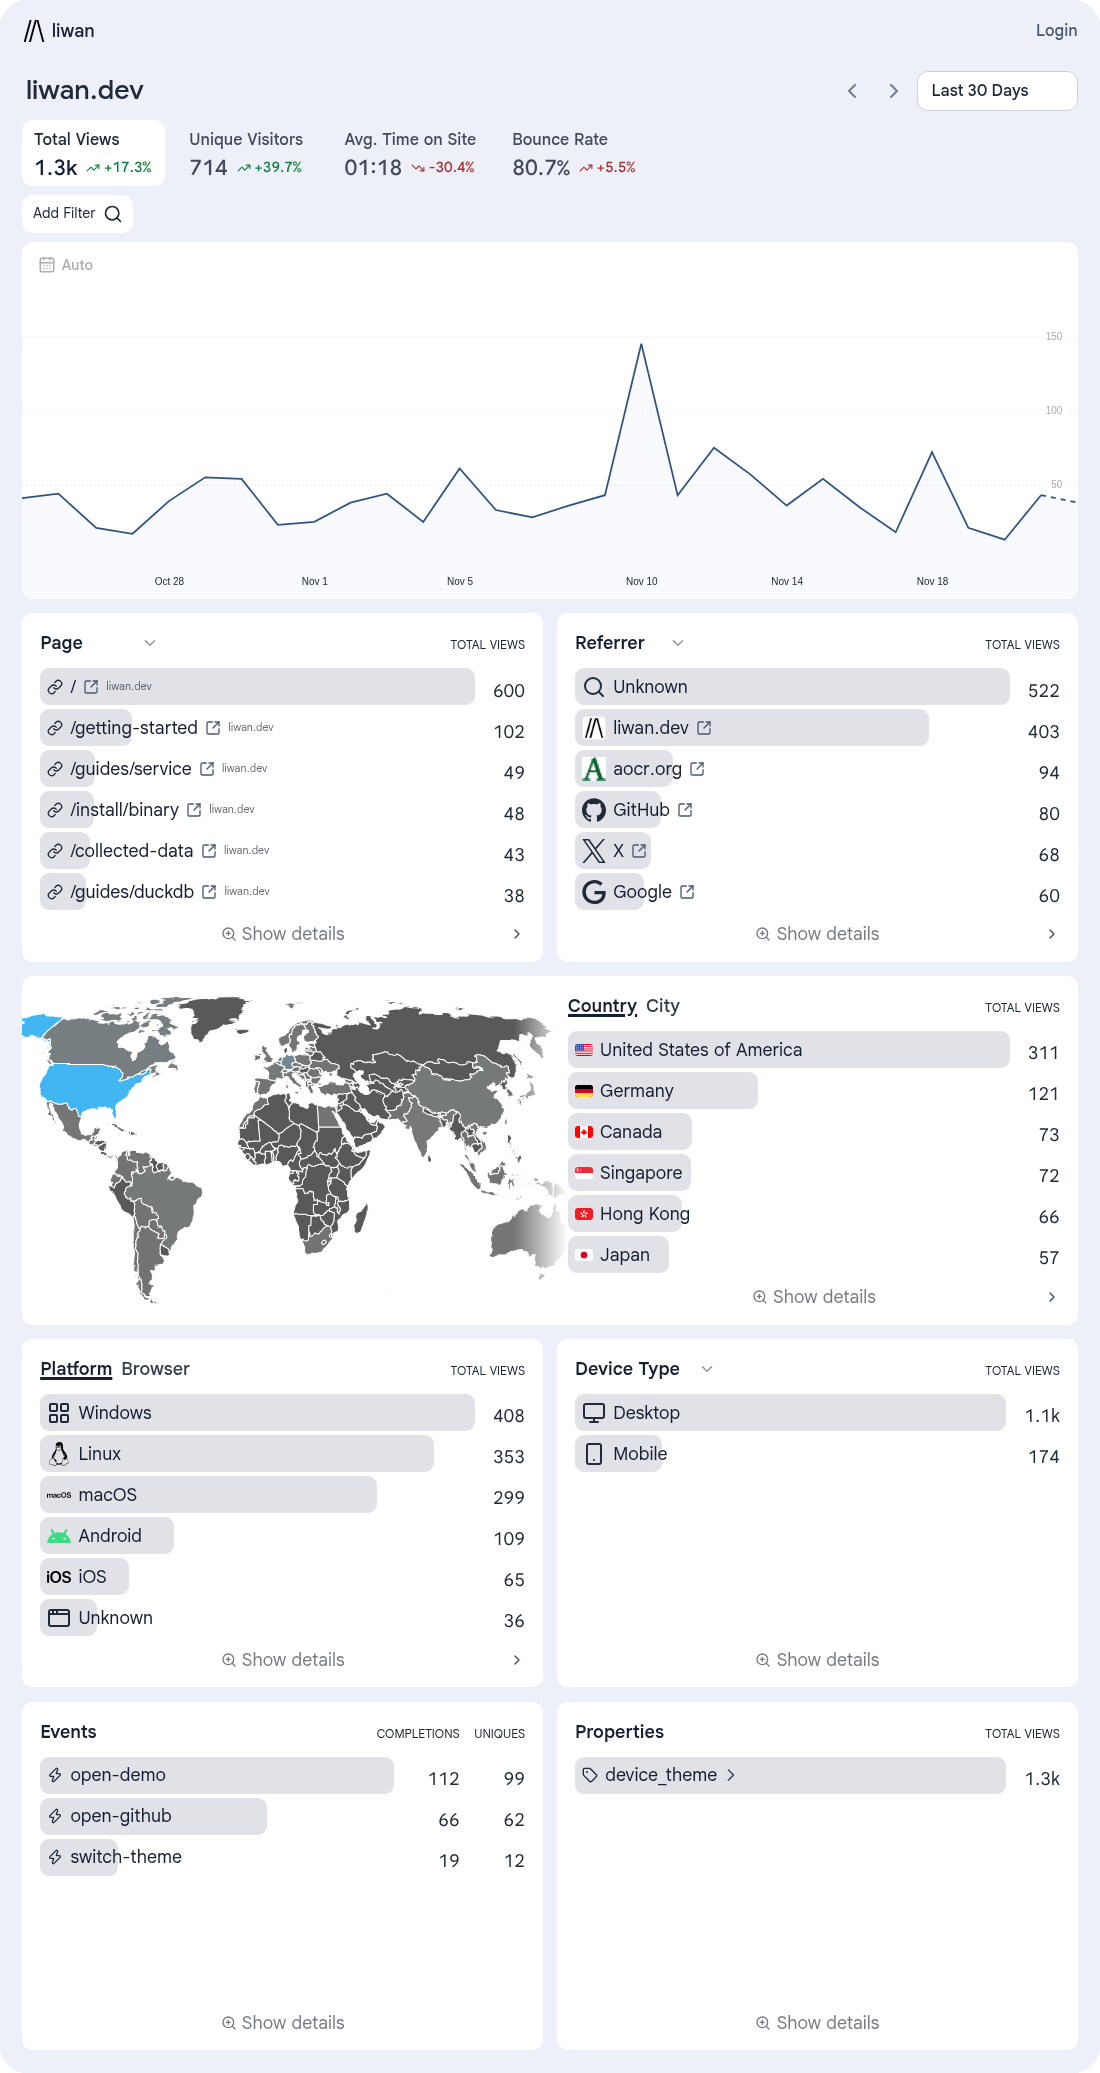 liwan
Login
liwan.dev
Last 30 Days
Total Views
1.3k +17.3%
Unique Visitors
714 +39.7%
Avg. Time on Site
01:18 -30.4%
Bounce Rate
80.7% +5.5%
Add Filter
Auto
150
100
50
Oct 28 Nov 1 Nov 5 Nov 10 Nov 14 Nov 18
Page TOTAL VIEWS
/ liwan.dev 600
/getting-started liwan.dev 102
/guides/service liwan.dev 49
/install/binary liwan.dev 48
/collected-data liwan.dev 43
/guides/duckdb liwan.dev 38
Show details
Referrer TOTAL VIEWS
Unknown 522
liwan.dev 403
A aocr.org 94
GitHub 80
X 68
G Google 60
Show details
Country City TOTAL VIEWS
United States of America 311
Germany 121
Canada 73
Singapore 72
Hong Kong 66
Japan 57
Show details
Platform Browser TOTAL VIEWS
Windows 408
Linux 353
macOS macOS 299
Android 109
iOS iOS 65
Unknown 36
Show details
Device Type TOTAL VIEWS
Desktop 1.1k
Mobile 174
Show details
Events COMPLETIONS UNIQUES
open-demo 112 99
open-github 66 62
switch-theme 19 12
Show details
Properties TOTAL VIEWS
device_theme 1.3k
Show details